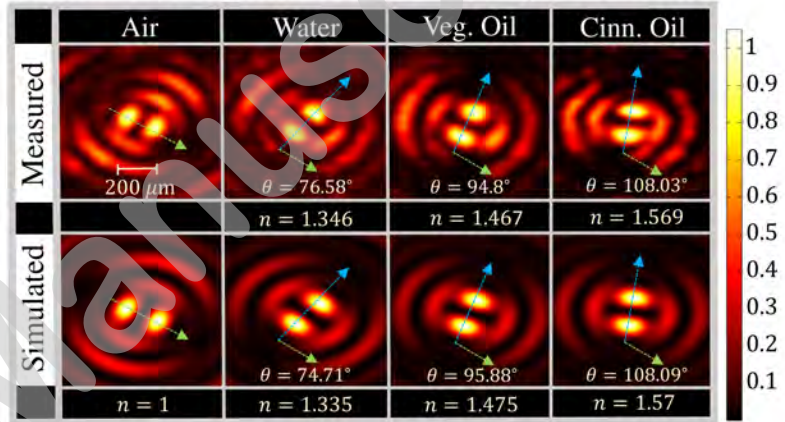 Air Water Veg. Oil Cinn. Oil
Measured
200 μm θ = 76.58° θ = 94.8° θ = 108.03°
n = 1.346 n = 1.467 n = 1.569
Simulated
θ = 74.71° θ = 95.88° θ = 108.09°
n = 1 n = 1.335 n = 1.475 n = 1.57
1
0.9
0.8
0.7
0.6
0.5
0.4
0.3
0.2
0.1